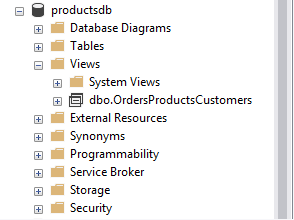 productsdb
Database Diagrams
Tables
Views
System Views
dbo.OrdersProductsCustomers
External Resources
Synonyms
Programmability
Service Broker
Storage
Security